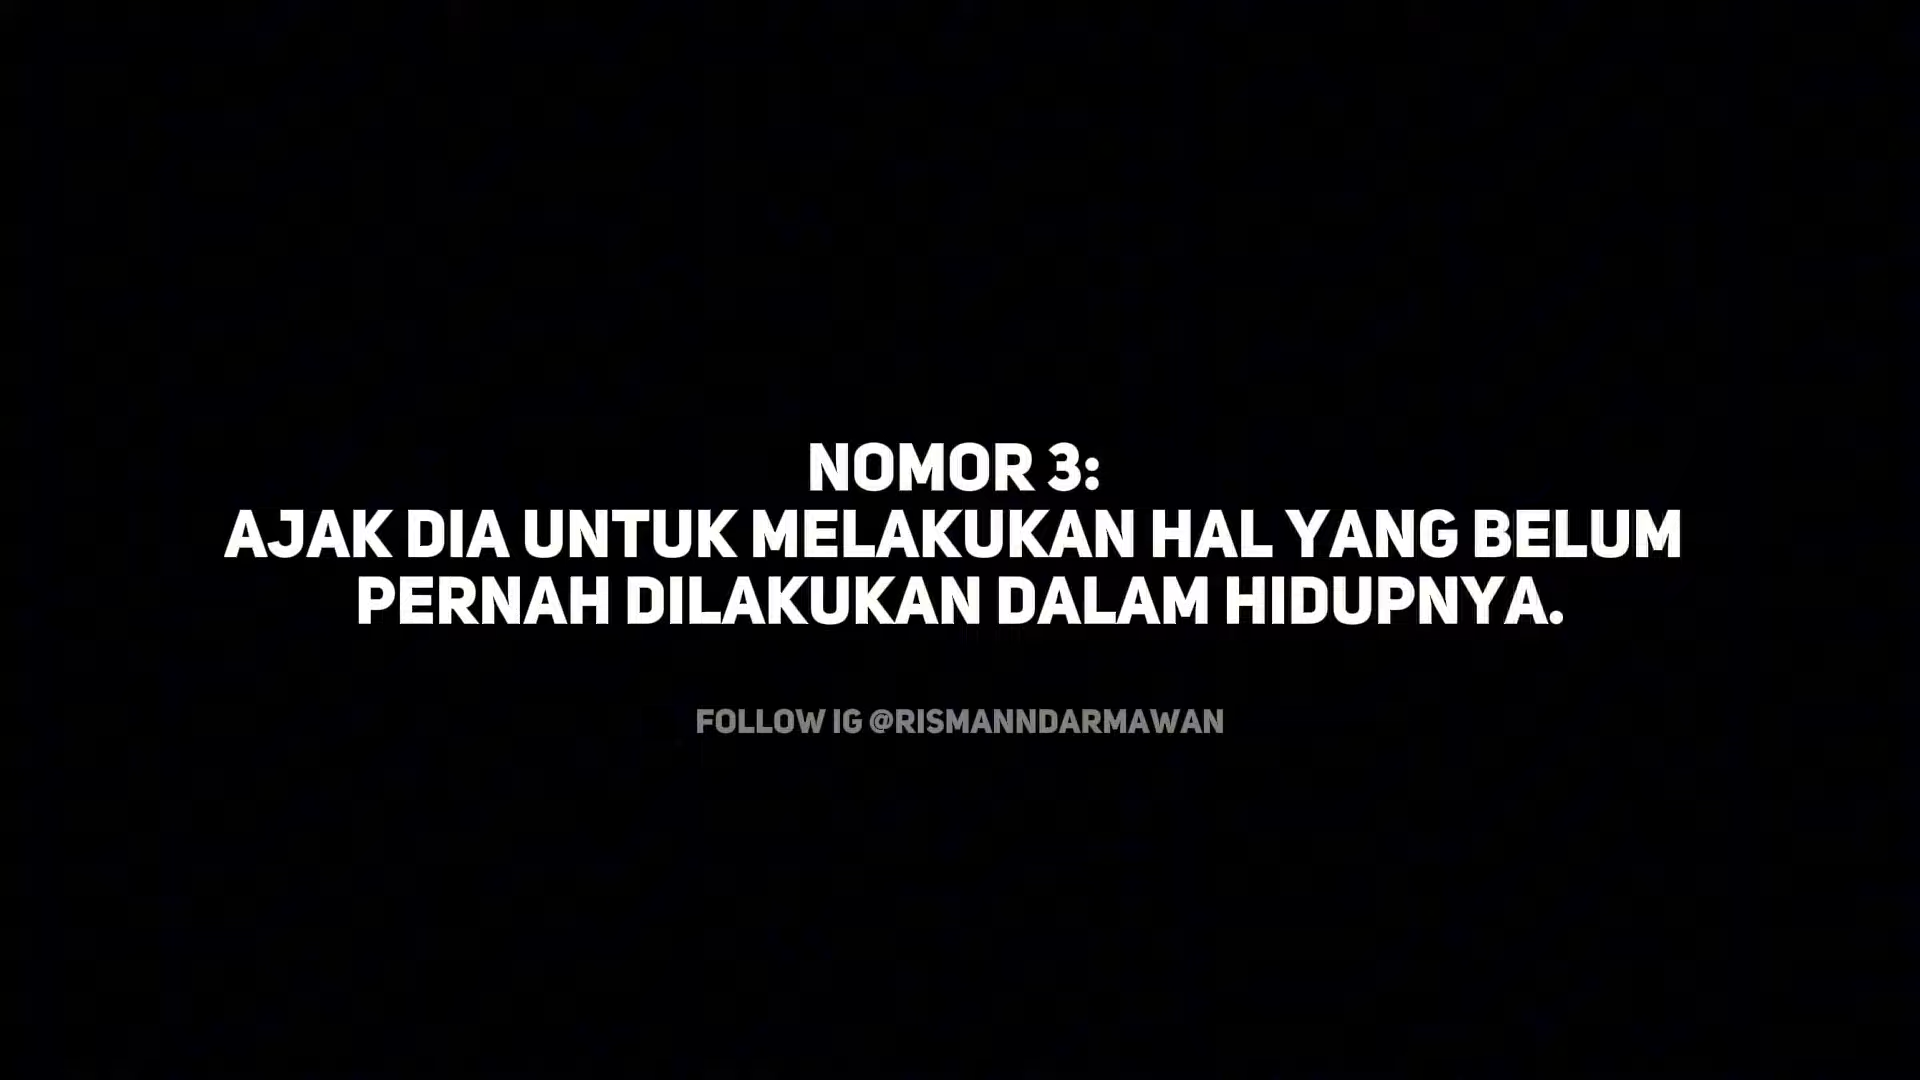 NOMOR 3:
AJAK DIA UNTUK MELAKUKAN HAL YANG BELUM
PERNAH DILAKUKAN DALAM HIDUPNYA.
FOLLOW IG @RISMANNDARMAWAN